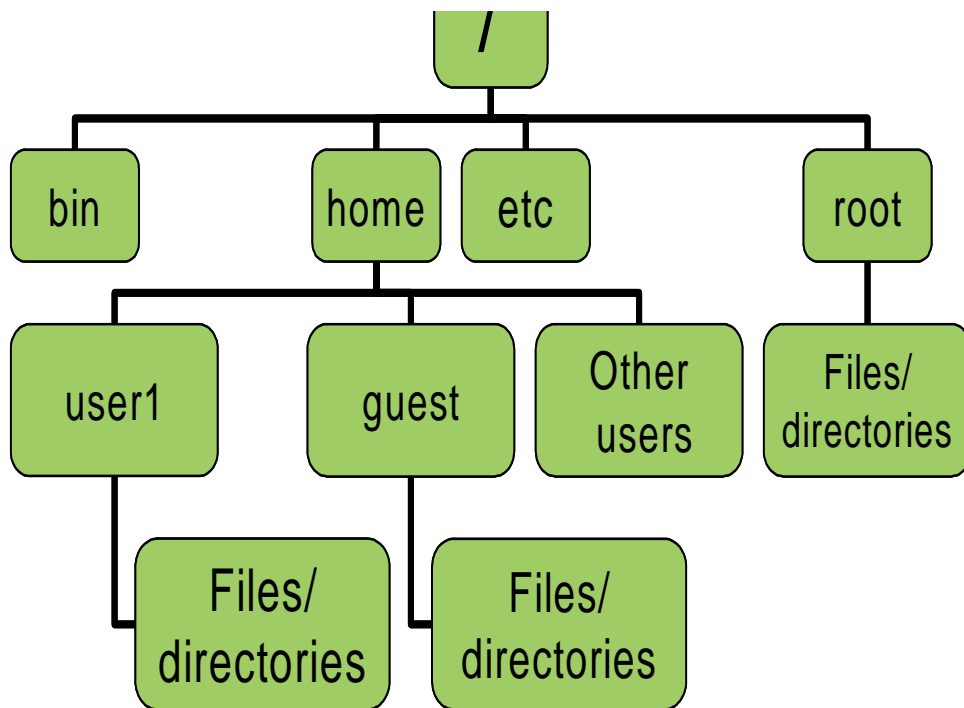 /
bin
home
etc
root
user1
guest
Other
users
Files/
directories
Files/
directories
Files/
directories